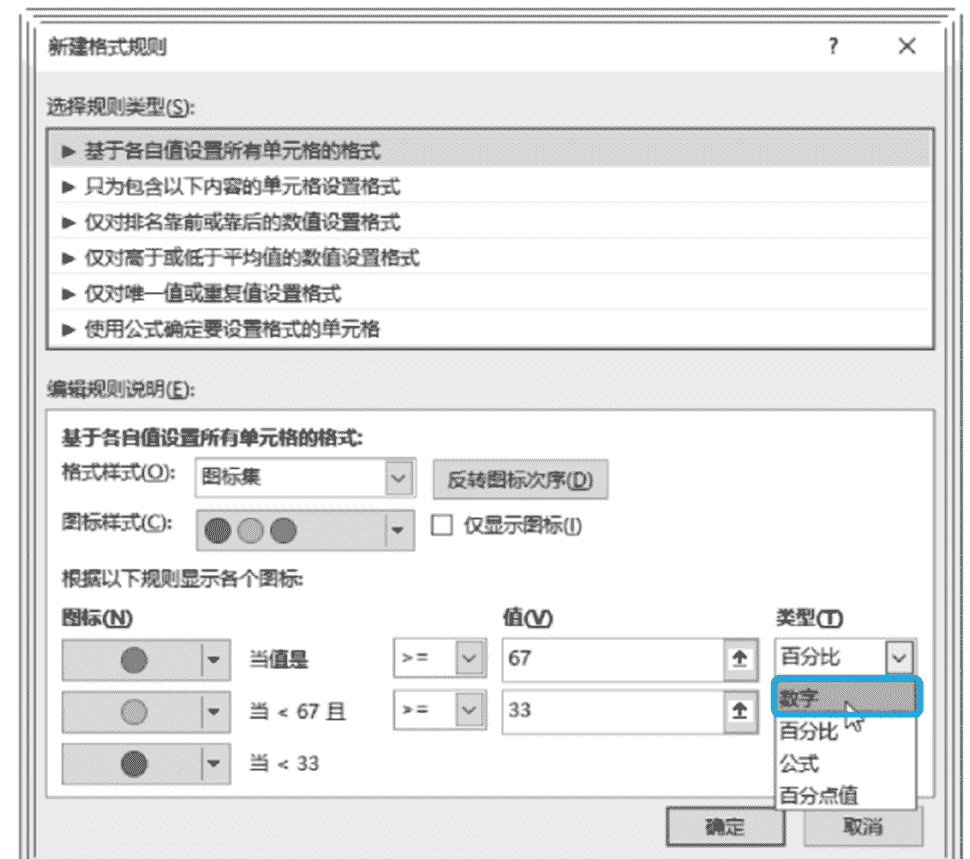 新建格式规则 ?
选择规则类型(S):
► 基于各自值设置所有单元格的格式
► 只为包含以下内容的单元格设置格式
► 仅对排名靠前或靠后的数值设置格式
► 仅对高于或低于平均值的数值设置格式
► 仅对唯一值或重复值设置格式
► 使用公式确定要设置格式的单元格
编辑规则说明(E):
基于各自值设置所有单元格的格式:
格式样式(O): 图标集 反转图标次序(D)
图标样式(C): 仅显示图标(I)
根据以下规则显示各个图标:
图标(N) 值(V) 类型(T)
当值是 >= 67 百分比
数字
当 < 67 且 >= 33
百分比
当 < 33 公式
百分点值
确定 取消